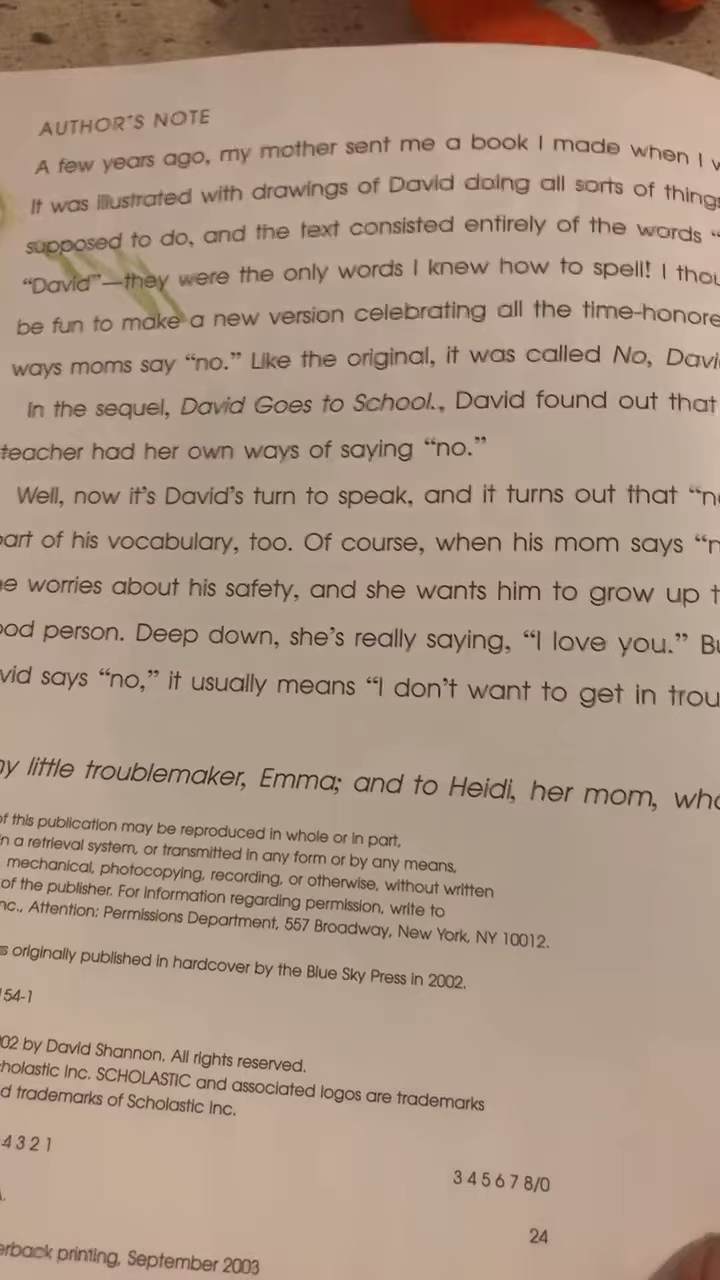 AUTHOR'S NOTE
A few years ago, my mother sent me a book I made when I
It was illustrated with drawings of David doing all sorts of things
supposed to do, and the text consisted entirely of the words "
"David"—they were the only words I knew how to spell! I thou
be fun to make a new version celebrating all the time-honore
ways moms say "no." Like the original, it was called No, Davi
In the sequel, David Goes to School., David found out that
teacher had her own ways of saying "no."
Well, now it's David's turn to speak, and it turns out that "n
art of his vocabulary, too. Of course, when his mom says "n
e worries about his safety, and she wants him to grow up t
ood person. Deep down, she's really saying, "I love you." Bu
vid says "no," it usually means "I don't want to get in trou
y little troublemaker, Emma; and to Heidi, her mom, who
of this publication may be reproduced in whole or in part,
in a retrieval system, or transmitted in any form or by any means,
mechanical, photocopying, recording, or otherwise, without written
of the publisher. For information regarding permission, write to
nc., Attention: Permissions Department, 557 Broadway, New York, NY 10012.
s originally published in hardcover by the Blue Sky Press in 2002.
154-1
02 by David Shannon. All rights reserved.
cholastic Inc. SCHOLASTIC and associated logos are trademarks
d trademarks of Scholastic Inc.
4 3 2 1
3 4 5 6 7 8/0
24
erback printing, September 2003